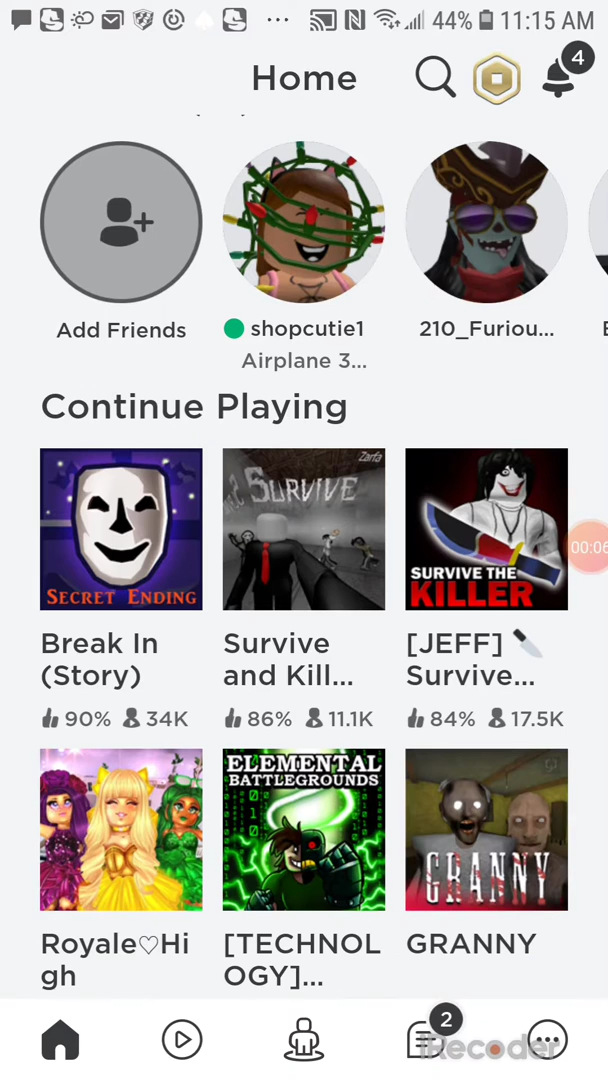 44% 11:15 AM
Home
4
Add Friends
shopcutie1
210_Furiou...
Airplane 3...
Continue Playing
Zarfa
SURVIVE
SECRET ENDING
SURVIVE THE
KILLER
00:06
Break In
(Story)
Survive
and Kill...
[JEFF] 🔪
Survive...
90% 34K
86% 11.1K
84% 17.5K
ELEMENTAL
BATTLEGROUNDS
GRANNY
Royale♡Hi
gh
[TECHNOL
OGY]...
GRANNY
2
iRecoder